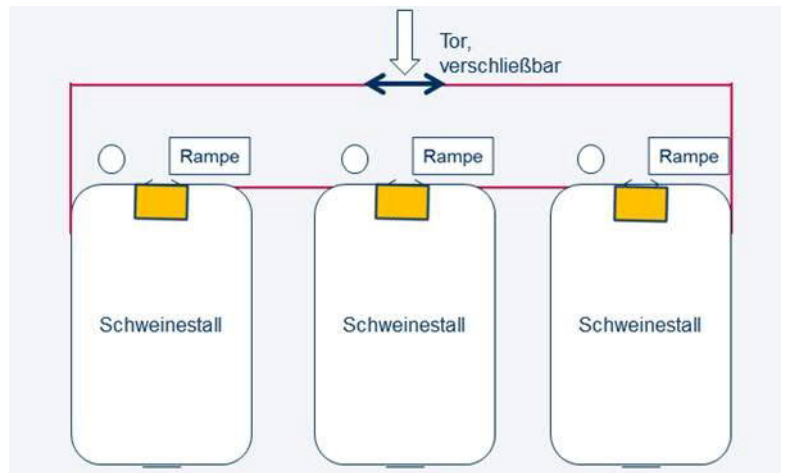 Tor,
verschließbar
Rampe
Rampe
Rampe
Schweinestall
Schweinestall
Schweinestall